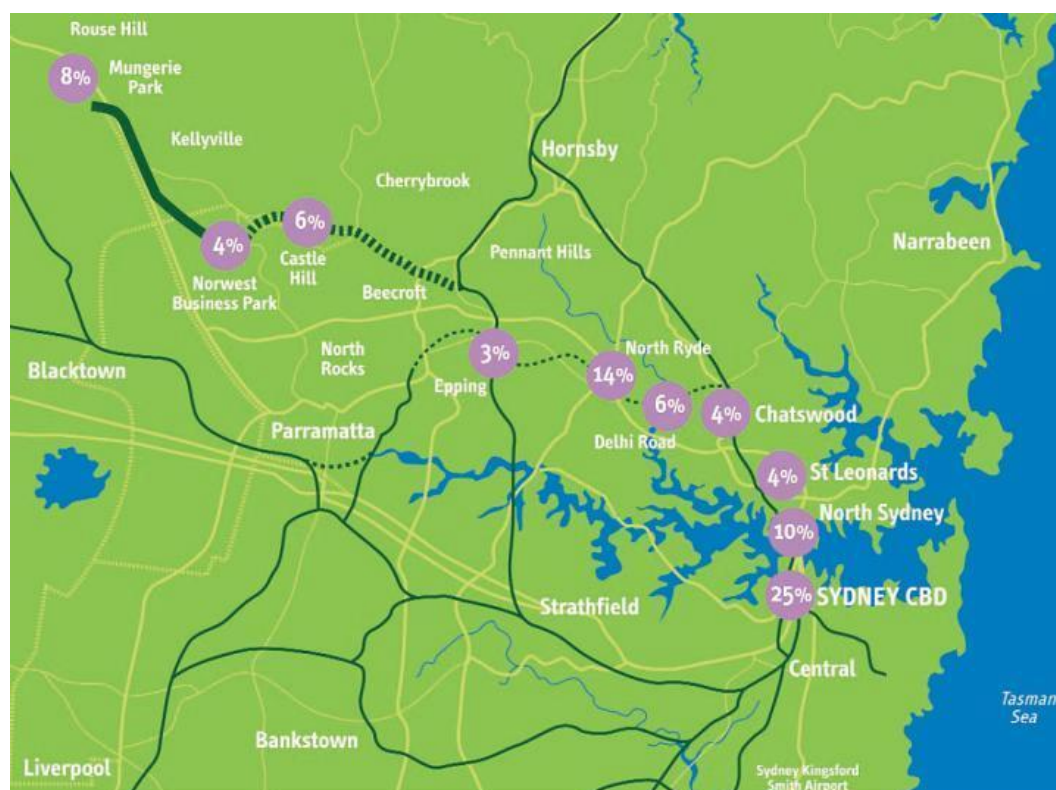 Rouse Hill
8%
Mungerie
Park
Kellyville
Hornsby
Cherrybrook
6%
4%
Castle
Hill
Narrabeen
Pennant Hills
Norwest
Business Park
Beecroft
North
Rocks
3%
North Ryde
Blacktown
14%
Epping
6%
4%
Chatswood
Parramatta
Delhi Road
4%
St Leonards
North Sydney
10%
25%
SYDNEY CBD
Strathfield
Central
Tasman
Sea
Bankstown
Liverpool
Sydney Kingsford
Smith Airport